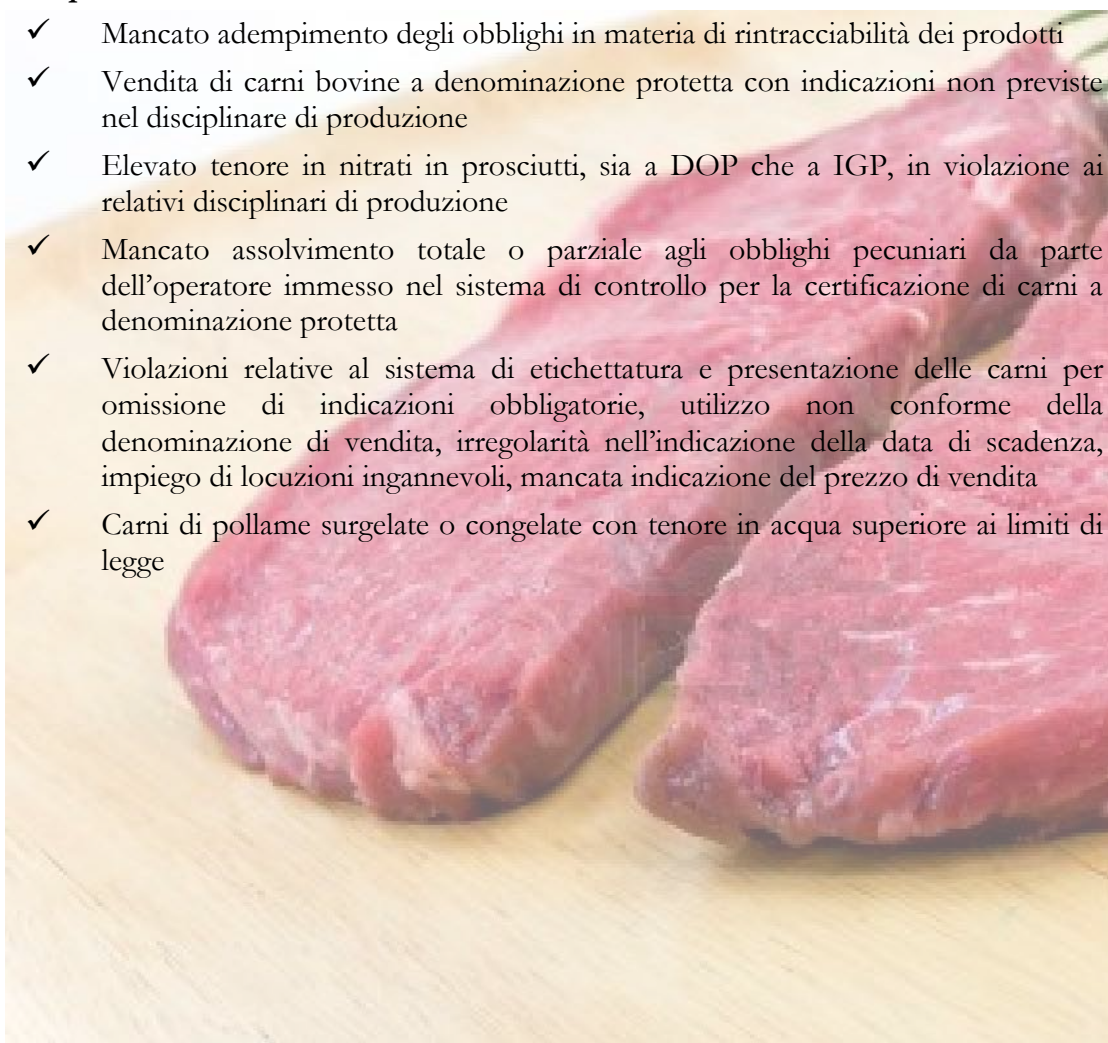 Mancato adempimento degli obblighi in materia di rintracciabilità dei prodotti
Vendita di carni bovine a denominazione protetta con indicazioni non previste
nel disciplinare di produzione
Elevato tenore in nitrati in prosciutti, sia a DOP che a IGP, in violazione ai
relativi disciplinari di produzione
Mancato assolvimento totale o parziale agli obblighi pecuniari da parte
dell’operatore immesso nel sistema di controllo per la certificazione di carni a
denominazione protetta
Violazioni relative al sistema di etichettatura e presentazione delle carni per
omissione di indicazioni obbligatorie, utilizzo non conforme della
denominazione di vendita, irregolarità nell’indicazione della data di scadenza,
impiego di locuzioni ingannevoli, mancata indicazione del prezzo di vendita
Carni di pollame surgelate o congelate con tenore in acqua superiore ai limiti di
legge